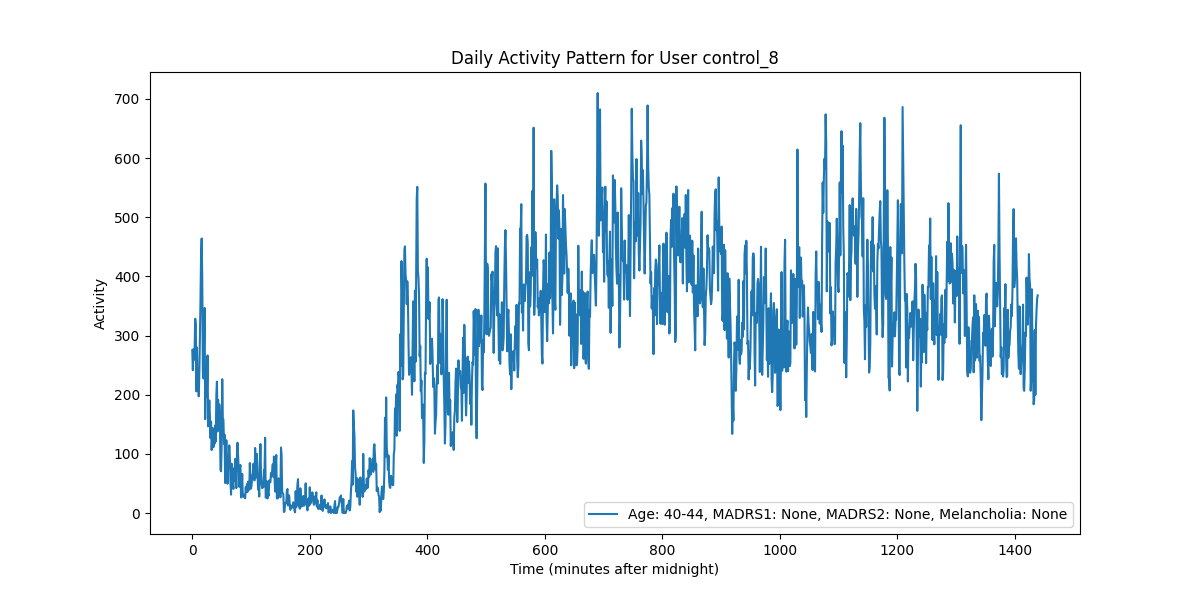 Daily Activity Pattern for User control_8
Activity
700
600
500
400
300
200
100
0
Age: 40-44, MADRS1: None, MADRS2: None, Melancholia: None
0 200 400 600 800 1000 1200 1400
Time (minutes after midnight)